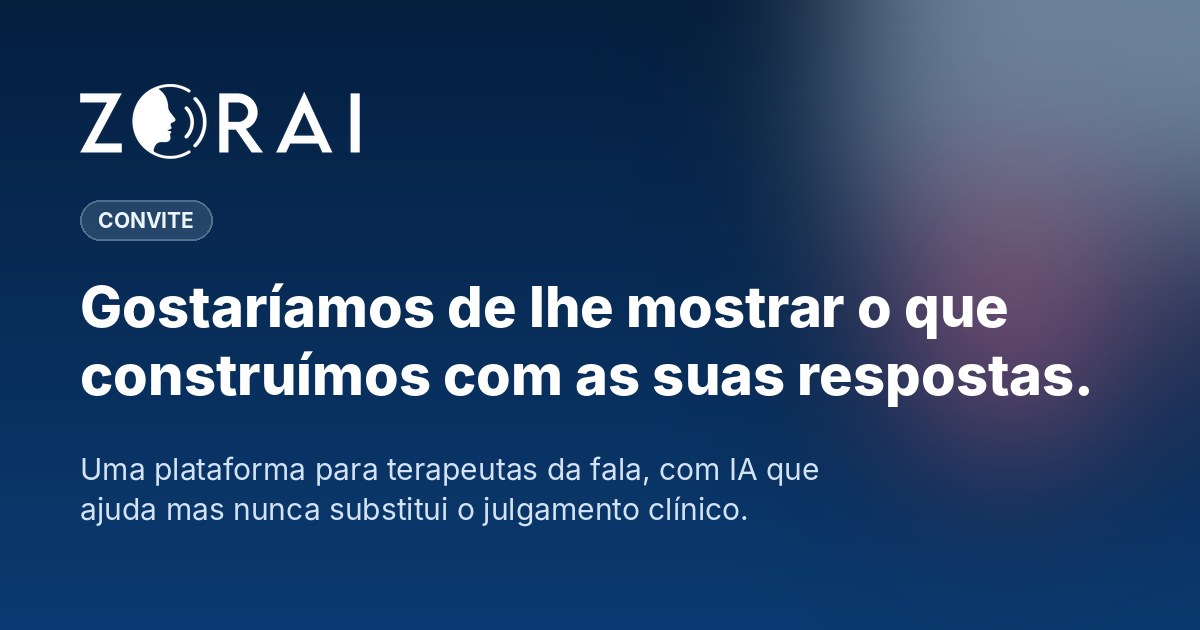 ZORAI
CONVITE
Gostaríamos de lhe mostrar o que
construímos com as suas respostas.
Uma plataforma para terapeutas da fala, com IA que
ajuda mas nunca substitui o julgamento clínico.